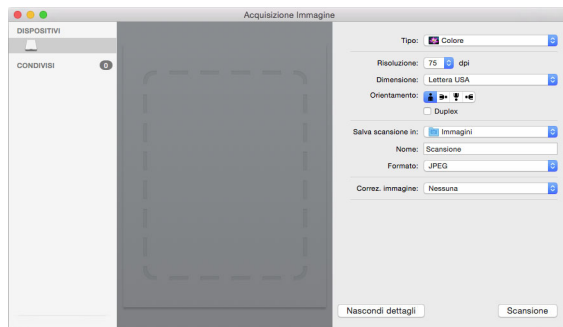 Acquisizione Immagine
DISPOSITIVI
CONDIVISI 0
Tipo: Colore
Risoluzione: 75 dpi
Dimensione: Lettera USA
Orientamento:
Duplex
Salva scansione in: Immagini
Nome: Scansione
Formato: JPEG
Correz. immagine: Nessuna
Nascondi dettagli Scansione